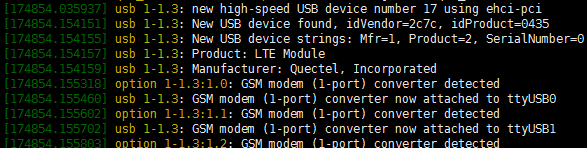 [174854.035937] usb 1-1.3: new high-speed USB device number 17 using ehci-pci
[174854.154151] usb 1-1.3: New USB device found, idVendor=2c7c, idProduct=0435
[174854.154155] usb 1-1.3: New USB device strings: Mfr=1, Product=2, SerialNumber=0
[174854.154157] usb 1-1.3: Product: LTE Module
[174854.154159] usb 1-1.3: Manufacturer: Quectel, Incorporated
[174854.155318] option 1-1.3:1.0: GSM modem (1-port) converter detected
[174854.155460] usb 1-1.3: GSM modem (1-port) converter now attached to ttyUSB0
[174854.155602] option 1-1.3:1.1: GSM modem (1-port) converter detected
[174854.155702] usb 1-1.3: GSM modem (1-port) converter now attached to ttyUSB1
[174854.155803] option 1-1.3:1.2: GSM modem (1-port) converter detected